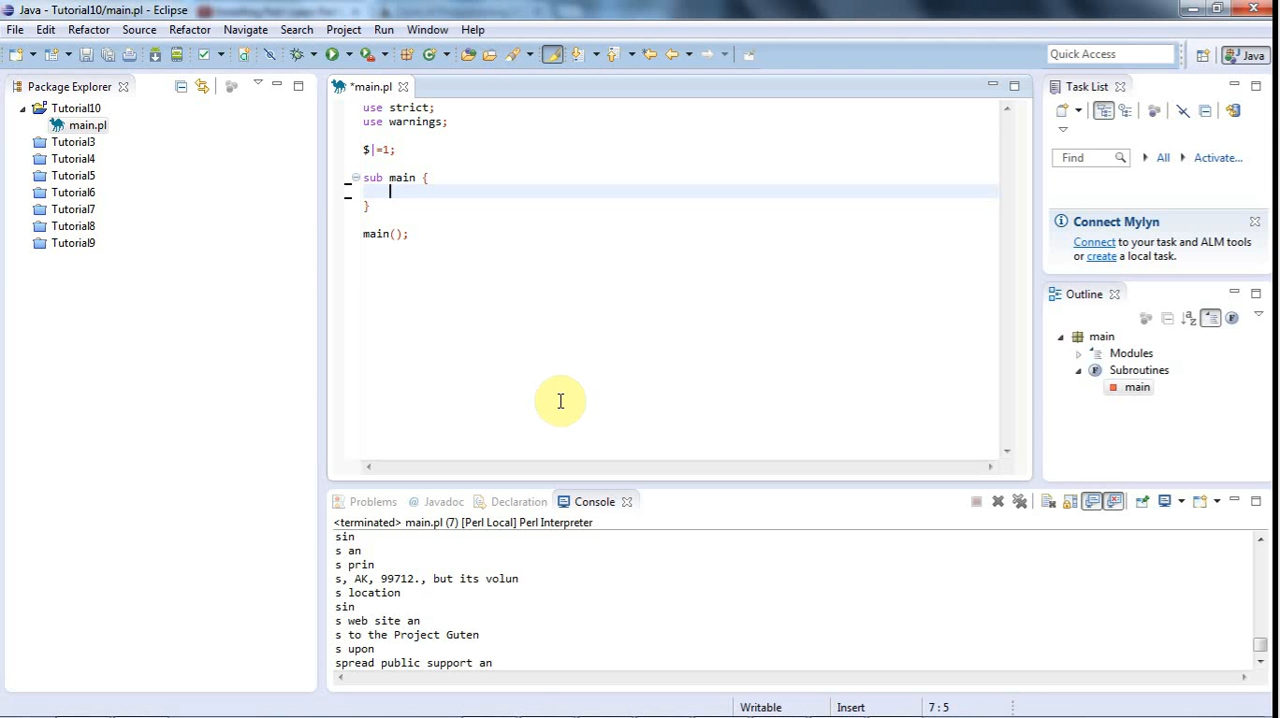 Java - Tutorial10/main.pl - Eclipse
File Edit Refactor Source Refactor Navigate Search Project Run Window Help
Quick Access
Java
Package Explorer
Tutorial10
main.pl
Tutorial3
Tutorial4
Tutorial5
Tutorial6
Tutorial7
Tutorial8
Tutorial9
*main.pl
use strict;
use warnings;
$|=1;
sub main {
}
main();
Task List
Find
All
Activate...
Connect Mylyn
Connect to your task and ALM tools
or create a local task.
Outline
main
Modules
Subroutines
main
Problems @ Javadoc Declaration Console
<terminated> main.pl (7) [Perl Local] Perl Interpreter
sin
s an
s prin
s, AK, 99712., but its volun
s location
sin
s web site an
s to the Project Guten
s upon
spread public support an
Writable Insert 7 : 5